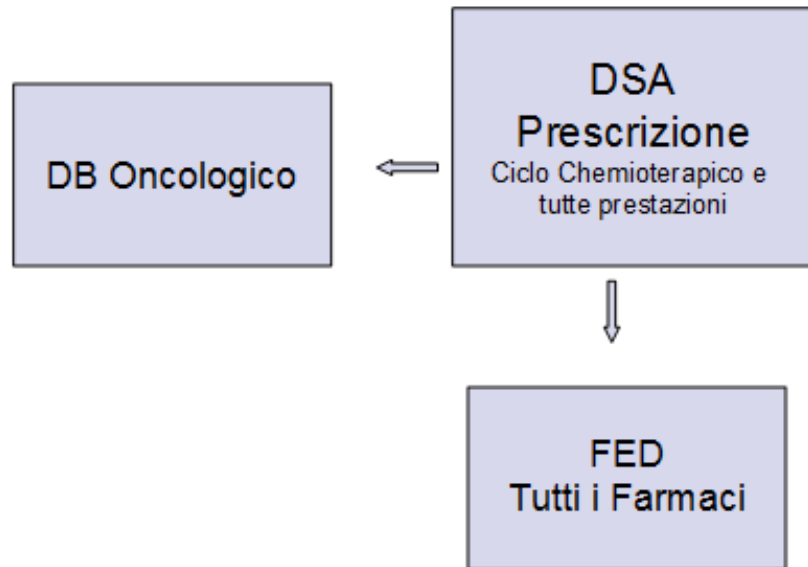 DB Oncologico
DSA
Prescrizione
Ciclo Chemioterapico e
tutte prestazioni
FED
Tutti i Farmaci